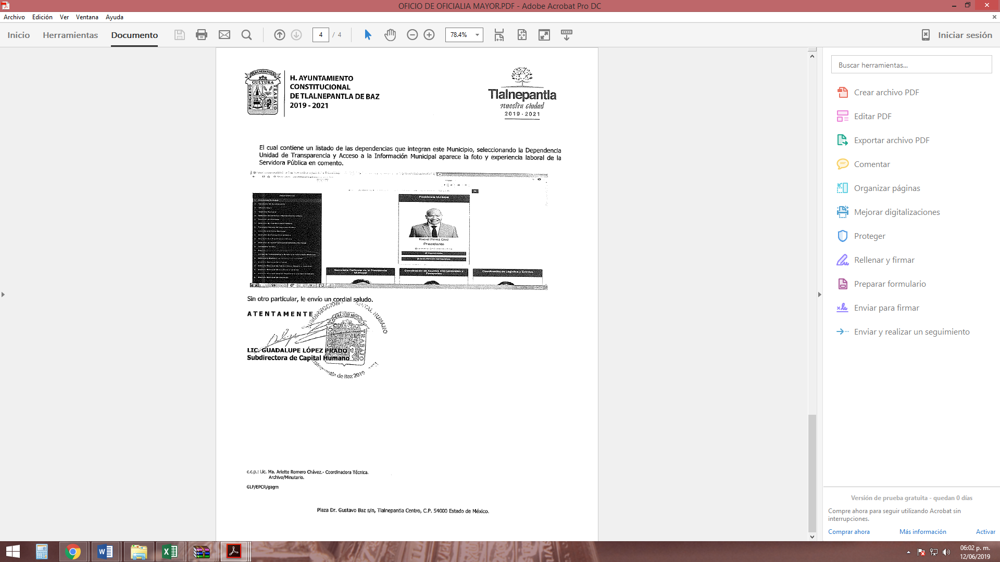 OFICIO DE OFICIALIA MAYOR.PDF - Adobe Acrobat Pro DC
Archivo Edición Ver Ventana Ayuda
Inicio Herramientas Documento 4 / 4 78.4% Iniciar sesión
H. AYUNTAMIENTO
CONSTITUCIONAL
DE TLALNEPANTLA DE BAZ
2019 - 2021
CULTURA
PROGRESO
TRABAJO
Tlalnepantla
nuestra ciudad
2019 - 2021
El cual contiene un listado de las dependencias que integran este Municipio, seleccionando la Dependencia
Unidad de Transparencia y Acceso a la Información Municipal aparece la foto y experiencia laboral de la
Servidora Pública en comento.
Presidencia Municipal
Presidente
Secretaría Particular de la Presidencia
Municipal
Coordinación de Asuntos Internacionales y
Pasaportes
Coordinación de Logística y Eventos
Sin otro particular, le envío un cordial saludo.
ATENTAMENTE
LIC. GUADALUPE LÓPEZ PRADO
Subdirectora de Capital Humano
c.c.p.: Lic. Ma. Arlette Romero Chávez.- Coordinadora Técnica.
Archivo/Minutario.
GLP/EPCR/gagm
Plaza Dr. Gustavo Baz s/n, Tlalnepantla Centro, C.P. 54000 Estado de México.
Buscar herramientas...
Crear archivo PDF
Editar PDF
Exportar archivo PDF
Comentar
Organizar páginas
Mejorar digitalizaciones
Proteger
Rellenar y firmar
Preparar formulario
Enviar para firmar
Enviar y realizar un seguimiento
Versión de prueba gratuita - quedan 0 días
Compre ahora para seguir utilizando Acrobat sin
interrupciones.
Comprar ahora Más información Activar
06:02 p. m.
12/06/2019